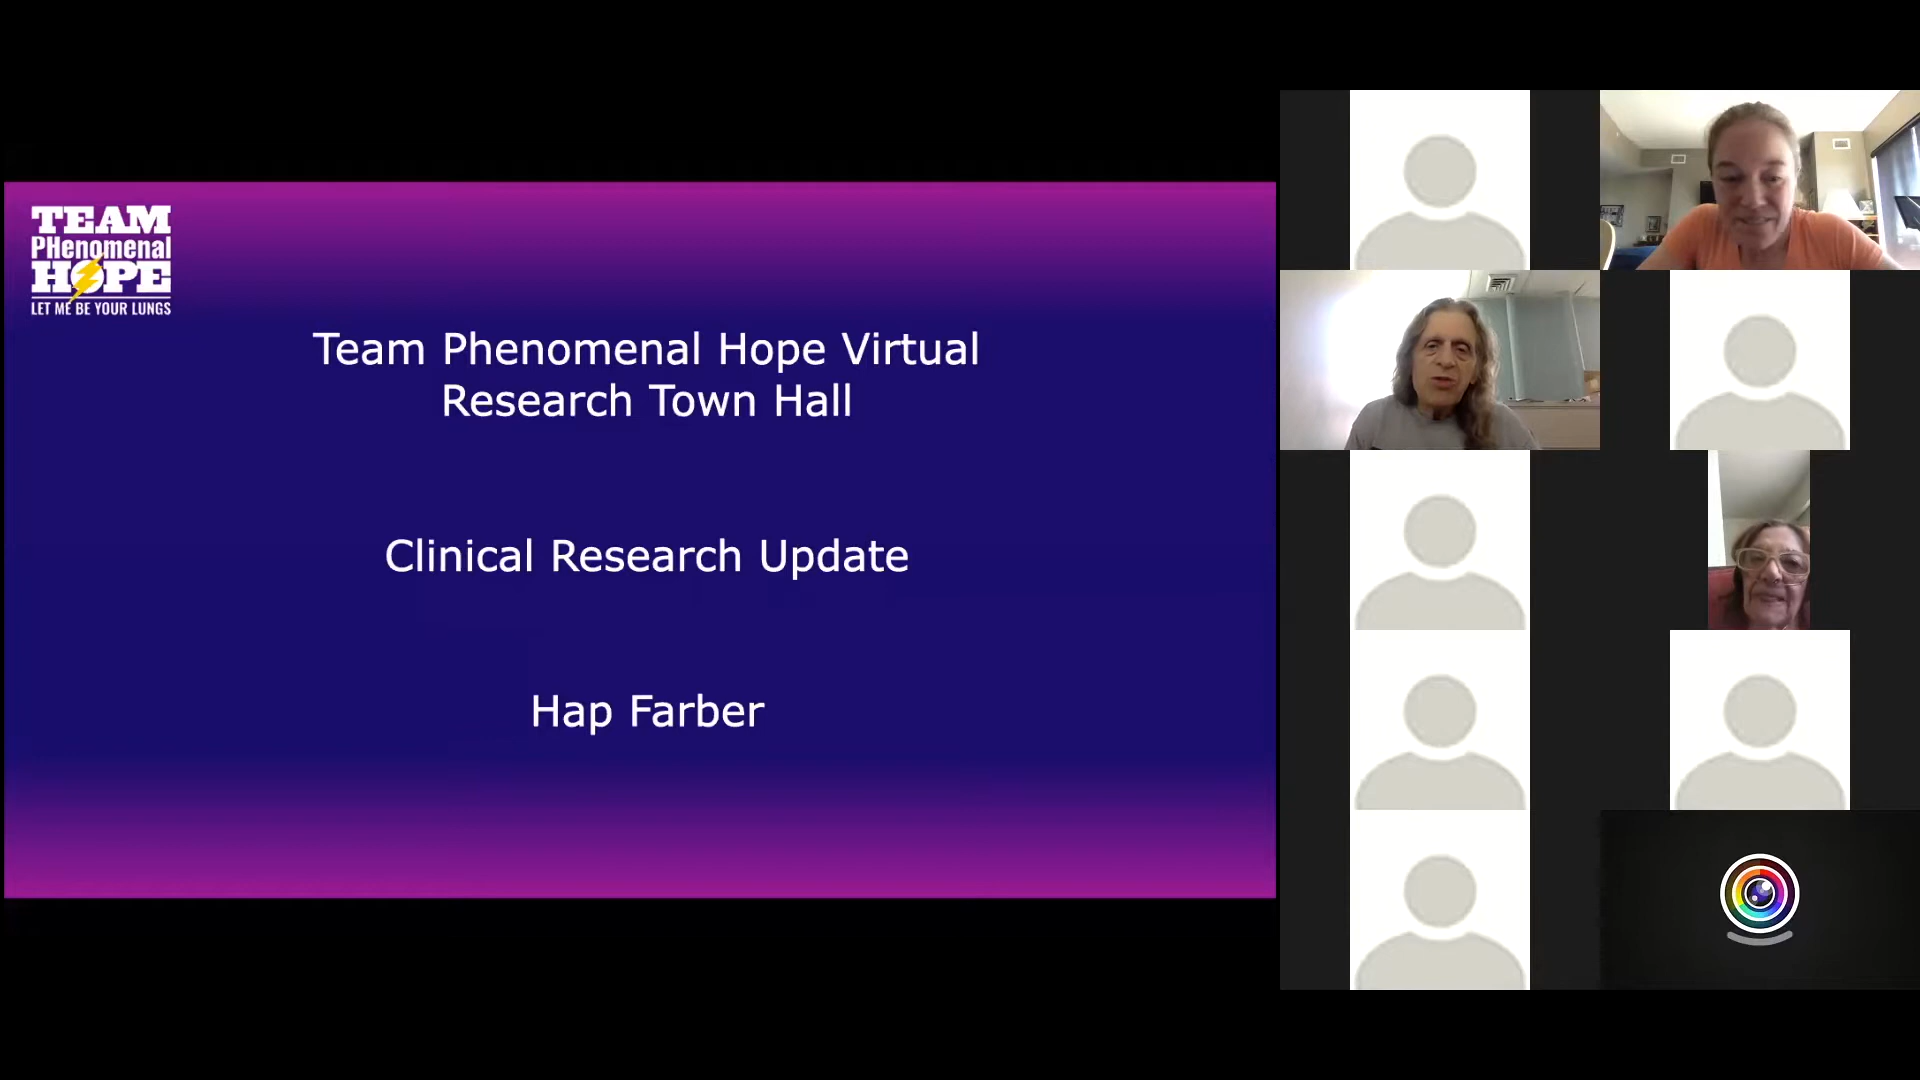 TEAM
PHenomenal
HOPE
LET ME BE YOUR LUNGS
Team Phenomenal Hope Virtual
Research Town Hall
Clinical Research Update
Hap Farber